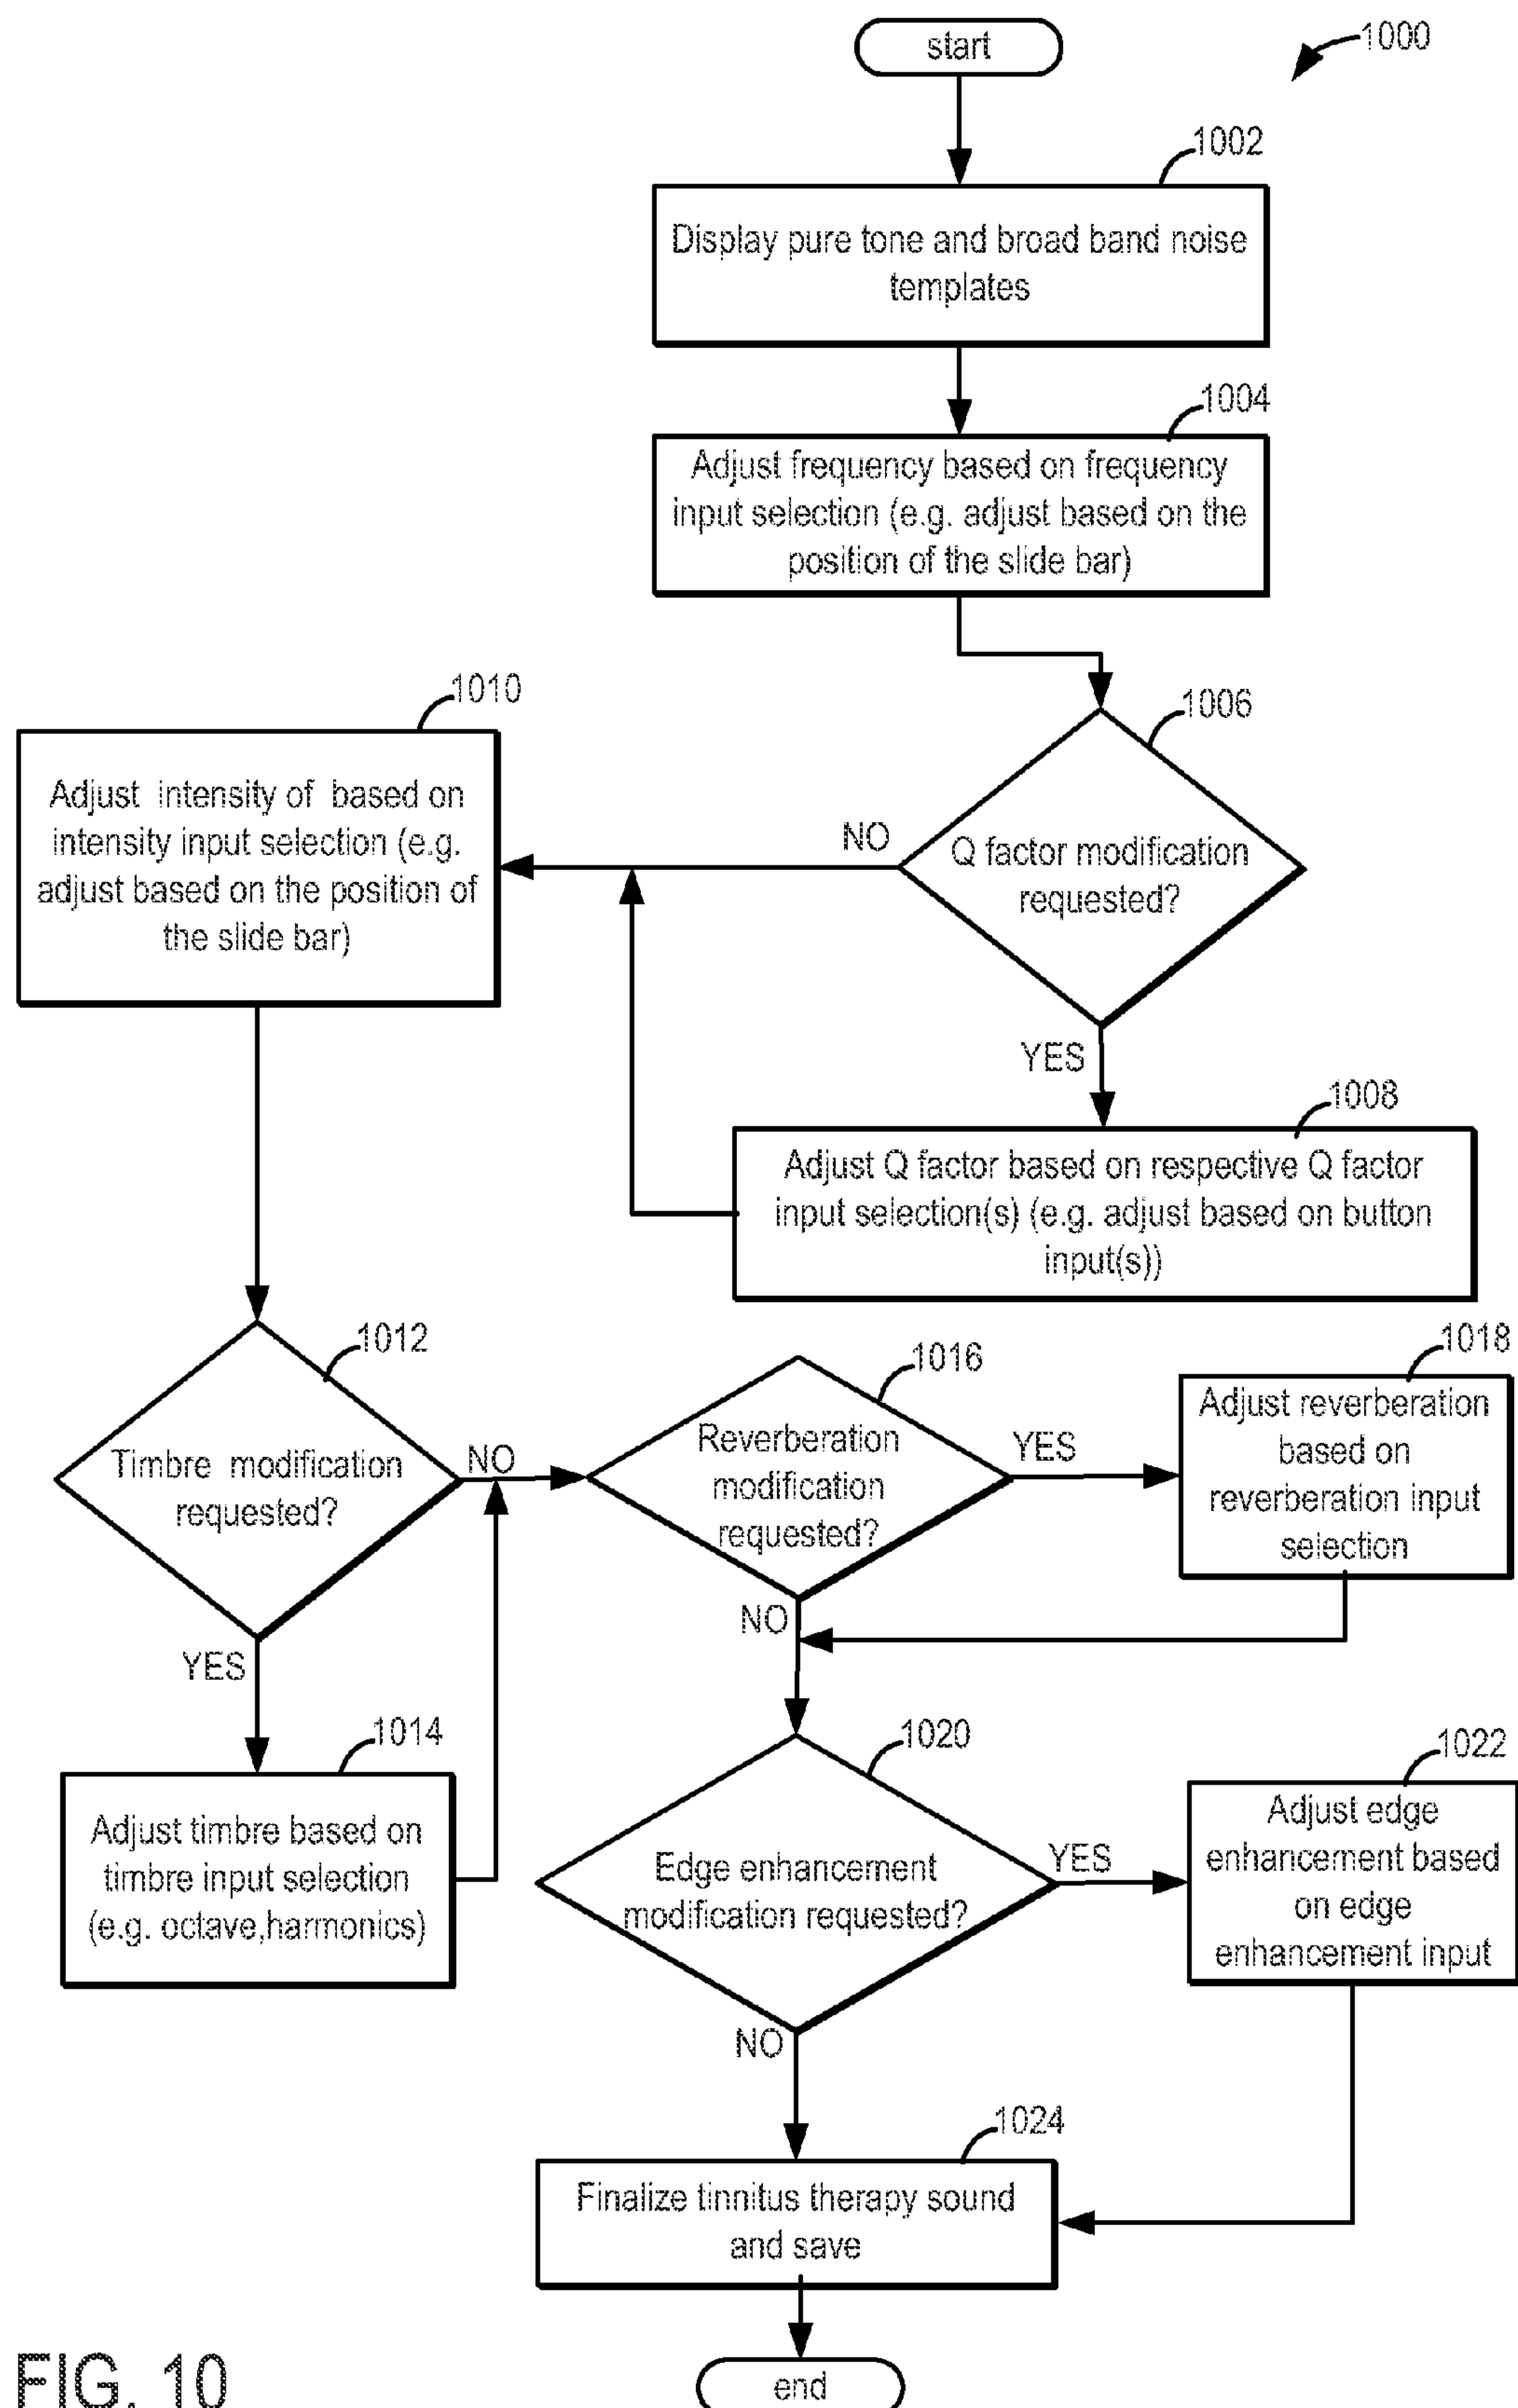 start
1000
1002
Display pure tone and broad band noise
templates
1004
Adjust frequency based on frequency
input selection (e.g. adjust based on the
position of the slide bar)
1006
Q factor modification
requested?
NO
YES
1010
Adjust intensity of based on
intensity input selection (e.g.
adjust based on the position of
the slide bar)
1008
Adjust Q factor based on respective Q factor
input selection(s) (e.g. adjust based on button
input(s))
1012
Timbre modification
requested?
NO
YES
1014
Adjust timbre based on
timbre input selection
(e.g. octave,harmonics)
1016
Reverberation
modification
requested?
YES
NO
1018
Adjust reverberation
based on
reverberation input
selection
1020
Edge enhancement
modification requested?
YES
NO
1022
Adjust edge
enhancement based
on edge
enhancement input
1024
Finalize tinnitus therapy sound
and save
end
FIG. 10